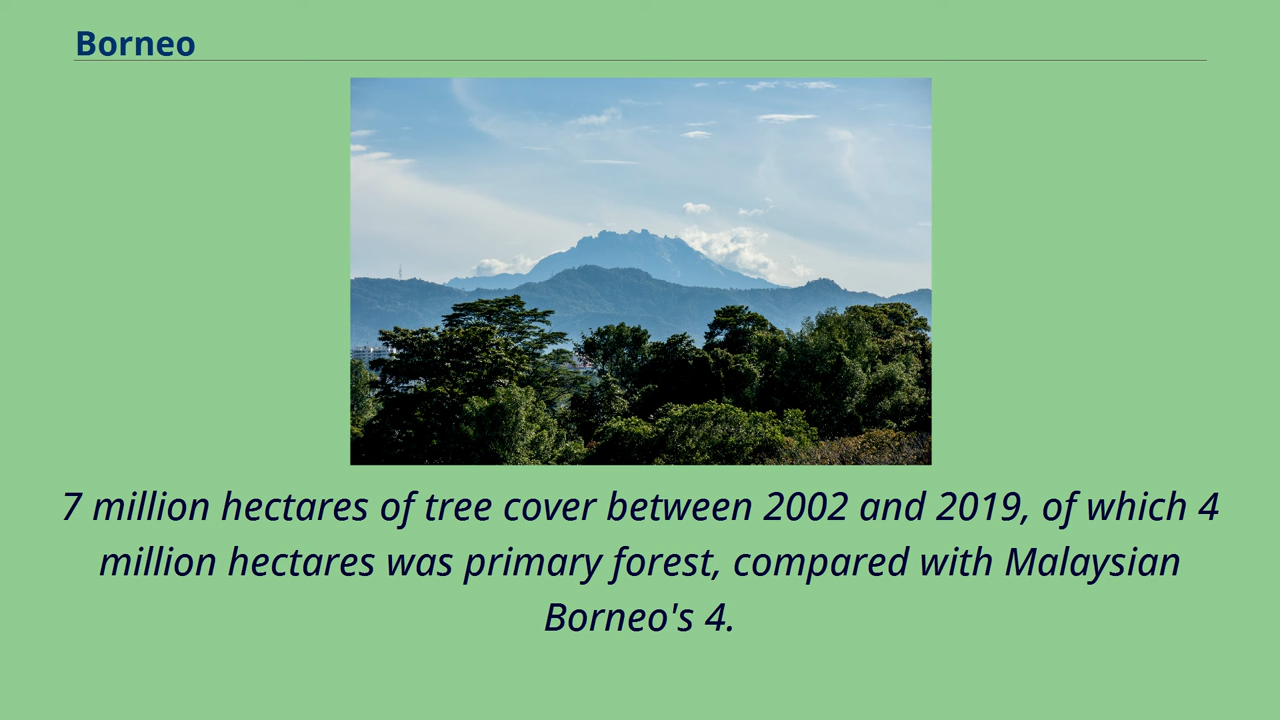 Borneo
7 million hectares of tree cover between 2002 and 2019, of which 4
million hectares was primary forest, compared with Malaysian
Borneo's 4.